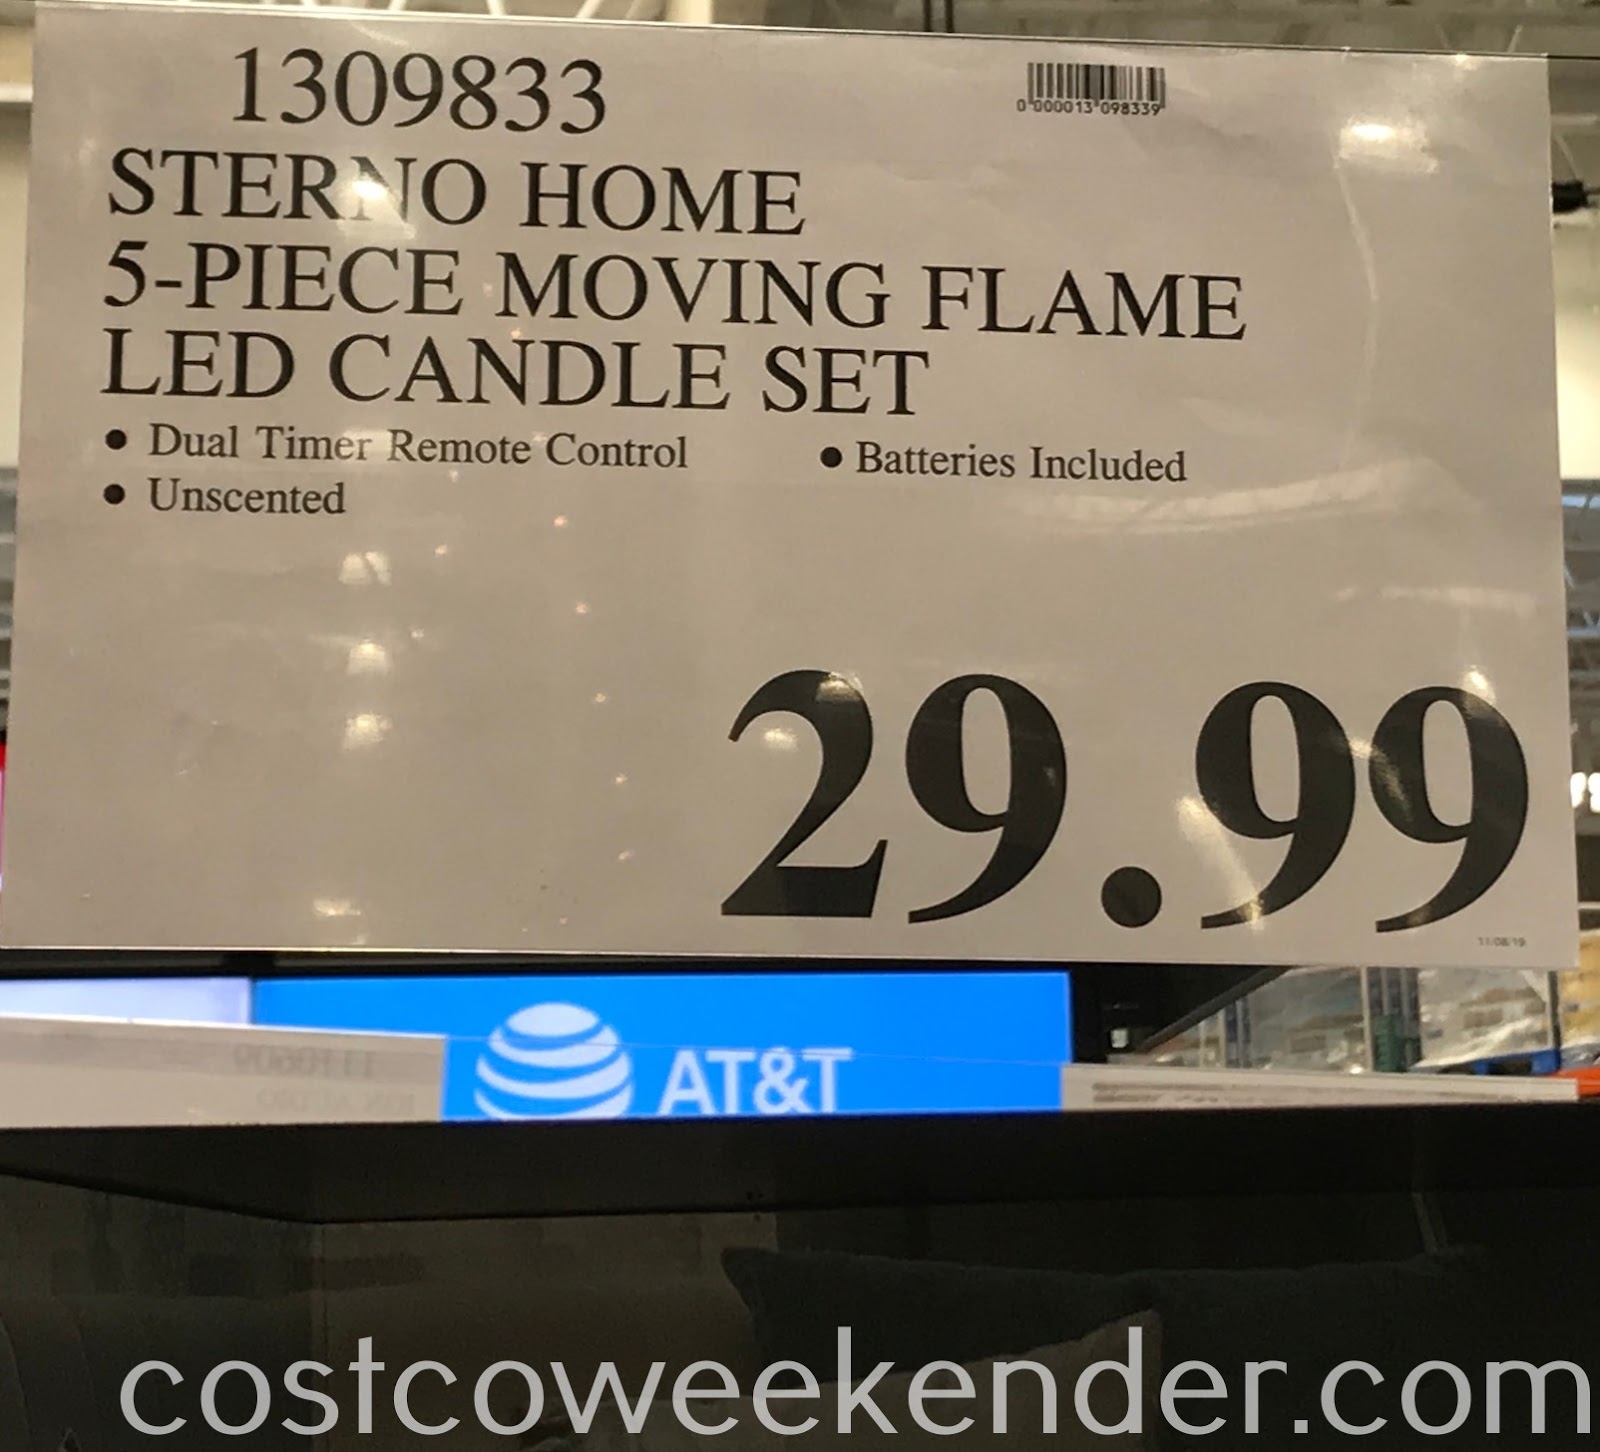 1309833
0 000013 098339
STERNO HOME
5-PIECE MOVING FLAME
LED CANDLE SET
• Dual Timer Remote Control • Batteries Included
• Unscented
29.99
11/08/19
AT&T
costcoweekender.com